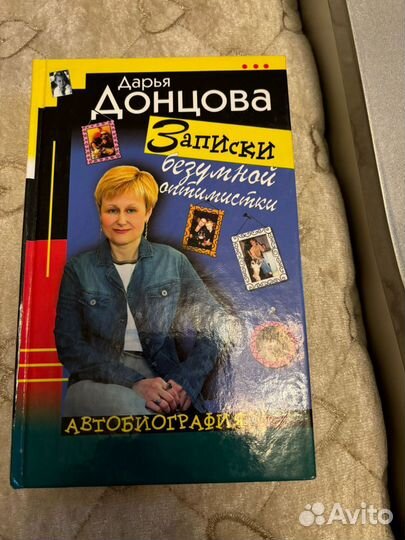 Дарья
Донцова
Записки
безумной
оптимистки
АВТОБИОГРАФИЯ
Avito